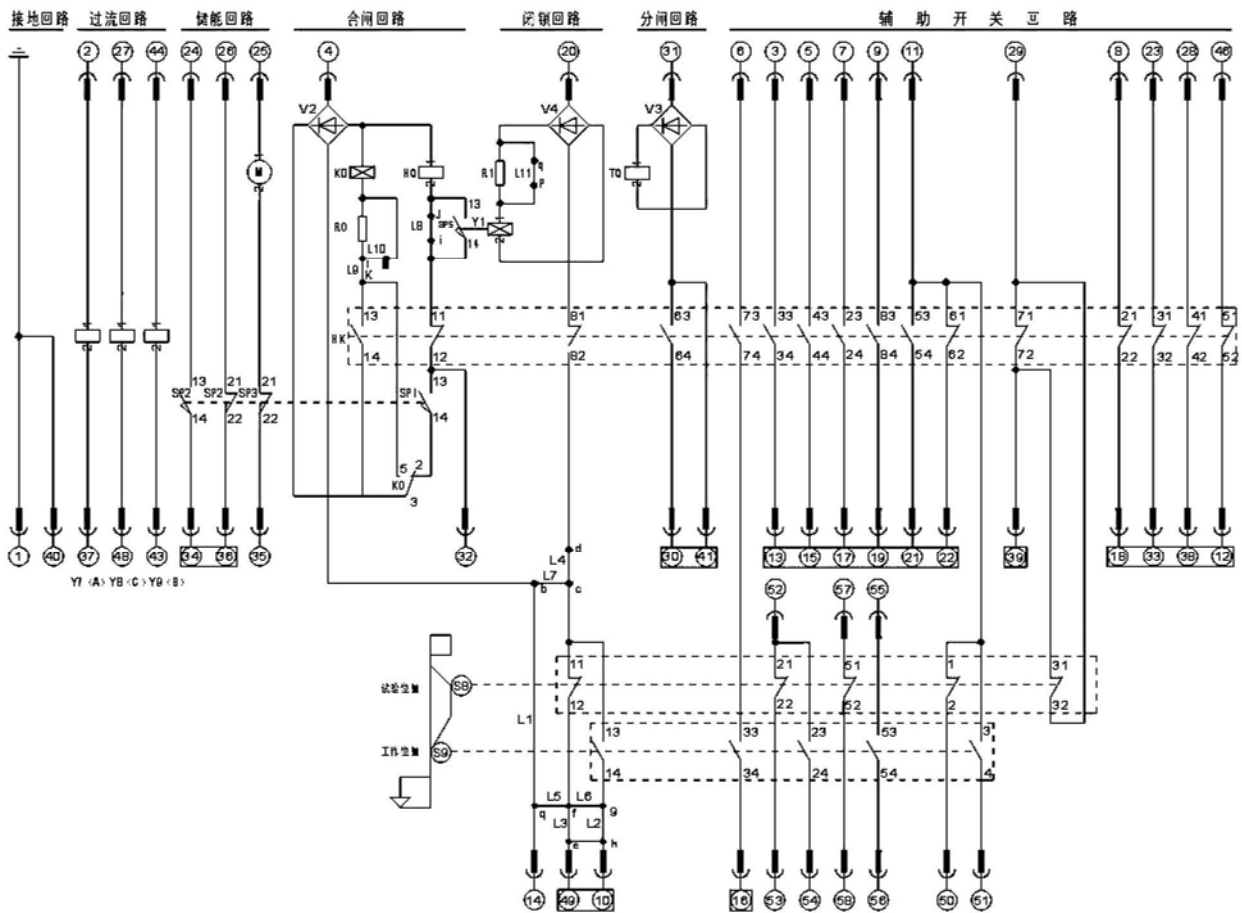 接地回路 过流回路 储能回路 合闸回路 闭锁回路 分闸回路 辅 助 开 关 回 路
2 27 44 24 26 25 4 20 31 6 3 5 7 9 11 29 8 23 28 46
V2 V4 V3
M KO HQ R1 L11 q p TQ
13
RO L8 J SP5 Y1
i 14
L10
L9 K
13 11 81 63 73 33 43 23 83 53 61 71 21 31 41 51
HK
14 12 82 64 74 34 44 24 84 54 62 72 22 32 42 52
13 21 21 13
SP2 SP2 SP3 SP1
14 22 22 14
5 2
KO
3
d
L4
1 40 37 48 43 34 36 35 32 30 41 13 15 17 19 21 22 39 18 33 38 12
Y7<A> Y8<C> Y9<B>
L7
b c
52 57 55
11 21 51 1 31
试验位置 S8
12 22 52 2 32
L1
13 33 23 53 3
工作位置 S9
14 34 24 54 4
L5 L6
q f g
L3 L2
e h
14 49 10 16 53 54 58 56 50 51